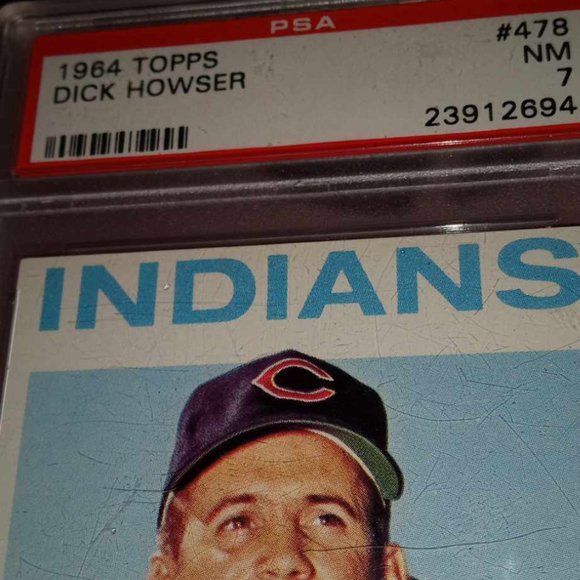 PSA
1964 TOPPS #478
DICK HOWSER NM
7
23912694
INDIANS
C